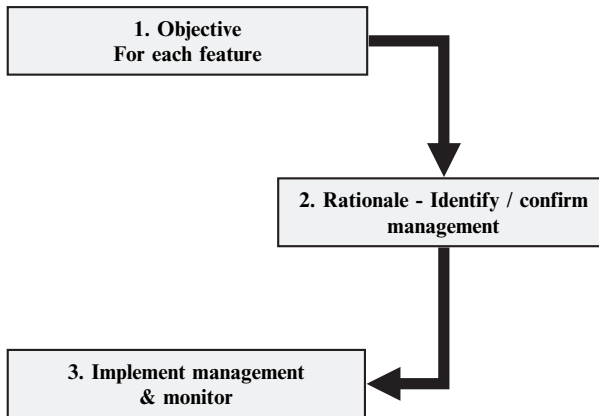 1. Objective
For each feature
2. Rationale - Identify / confirm
management
3. Implement management
& monitor